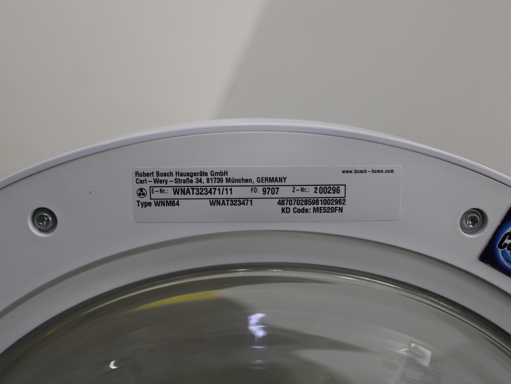 Robert Bosch Hausgeräte GmbH www.bosch-home.com
Carl-Wery-Straße 34, 81739 München, GERMANY
E-Nr.: WNAT323471/11 FD 9707 Z-Nr.: 200296
Type WNM64 WNAT323471 487070295981002962
KD Code: ME520FN